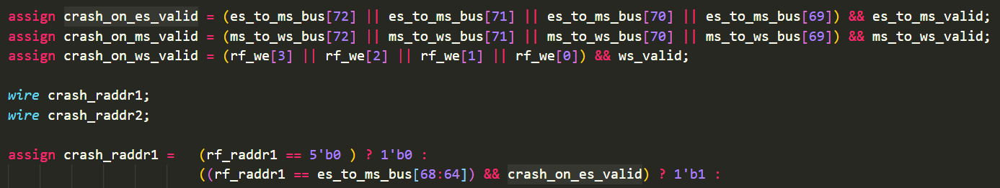 assign crash_on_es_valid = (es_to_ms_bus[72] || es_to_ms_bus[71] || es_to_ms_bus[70] || es_to_ms_bus[69]) && es_to_ms_valid;
assign crash_on_ms_valid = (ms_to_ws_bus[72] || ms_to_ws_bus[71] || ms_to_ws_bus[70] || ms_to_ws_bus[69]) && ms_to_ws_valid;
assign crash_on_ws_valid = (rf_we[3] || rf_we[2] || rf_we[1] || rf_we[0]) && ws_valid;
wire crash_raddr1;
wire crash_raddr2;
assign crash_raddr1 = (rf_raddr1 == 5'b0 ) ? 1'b0 :
((rf_raddr1 == es_to_ms_bus[68:64]) && crash_on_es_valid) ? 1'b1 :